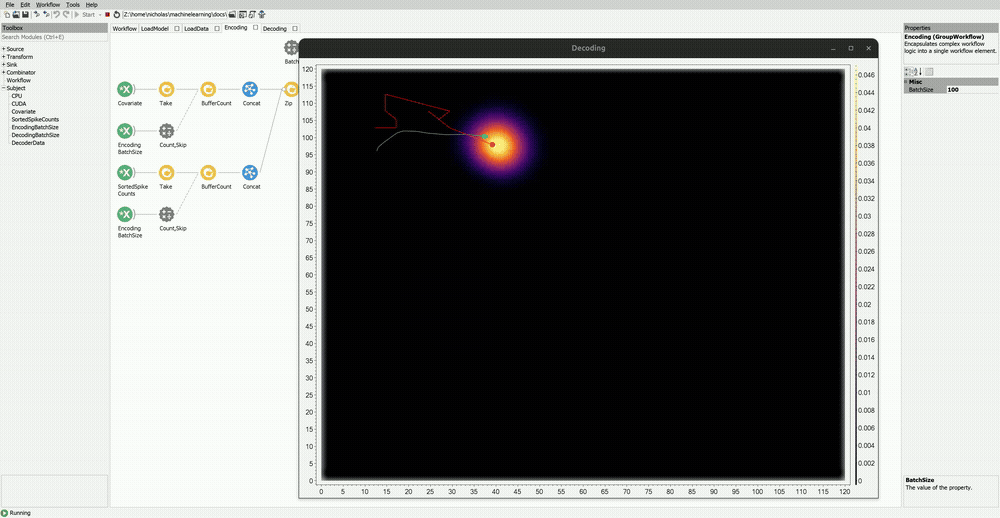 File Edit Workflow Tools Help
Start Z:\home\nicholas\machinelearning\docs\
Toolbox
Search Modules (Ctrl+E)
Source
Transform
Sink
Combinator
Workflow
Subject
CPU
CUDA
Covariate
SortedSpikeCounts
EncodingBatchSize
DecodingBatchSize
DecoderData
Workflow LoadModel LoadData Encoding Decoding
Batch
Covariate Take BufferCount Concat Zip
Encoding
BatchSize
Count,Skip
SortedSpike
Counts
Take BufferCount Concat
Encoding
BatchSize
Count,Skip
Decoding
120
115
110
105
100
95
90
85
80
75
70
65
60
55
50
45
40
35
30
25
20
15
10
5
0
0 5 10 15 20 25 30 35 40 45 50 55 60 65 70 75 80 85 90 95 100 105 110 115 120
0.046
0.044
0.042
0.04
0.038
0.036
0.034
0.032
0.03
0.028
0.026
0.024
0.022
0.02
0.018
0.016
0.014
0.012
0.01
0.008
0.006
0.004
0.002
0
Properties
Encoding (GroupWorkflow)
Encapsulates complex workflow
logic into a single workflow element.
Misc
BatchSize 100
BatchSize
The value of the property.
Running